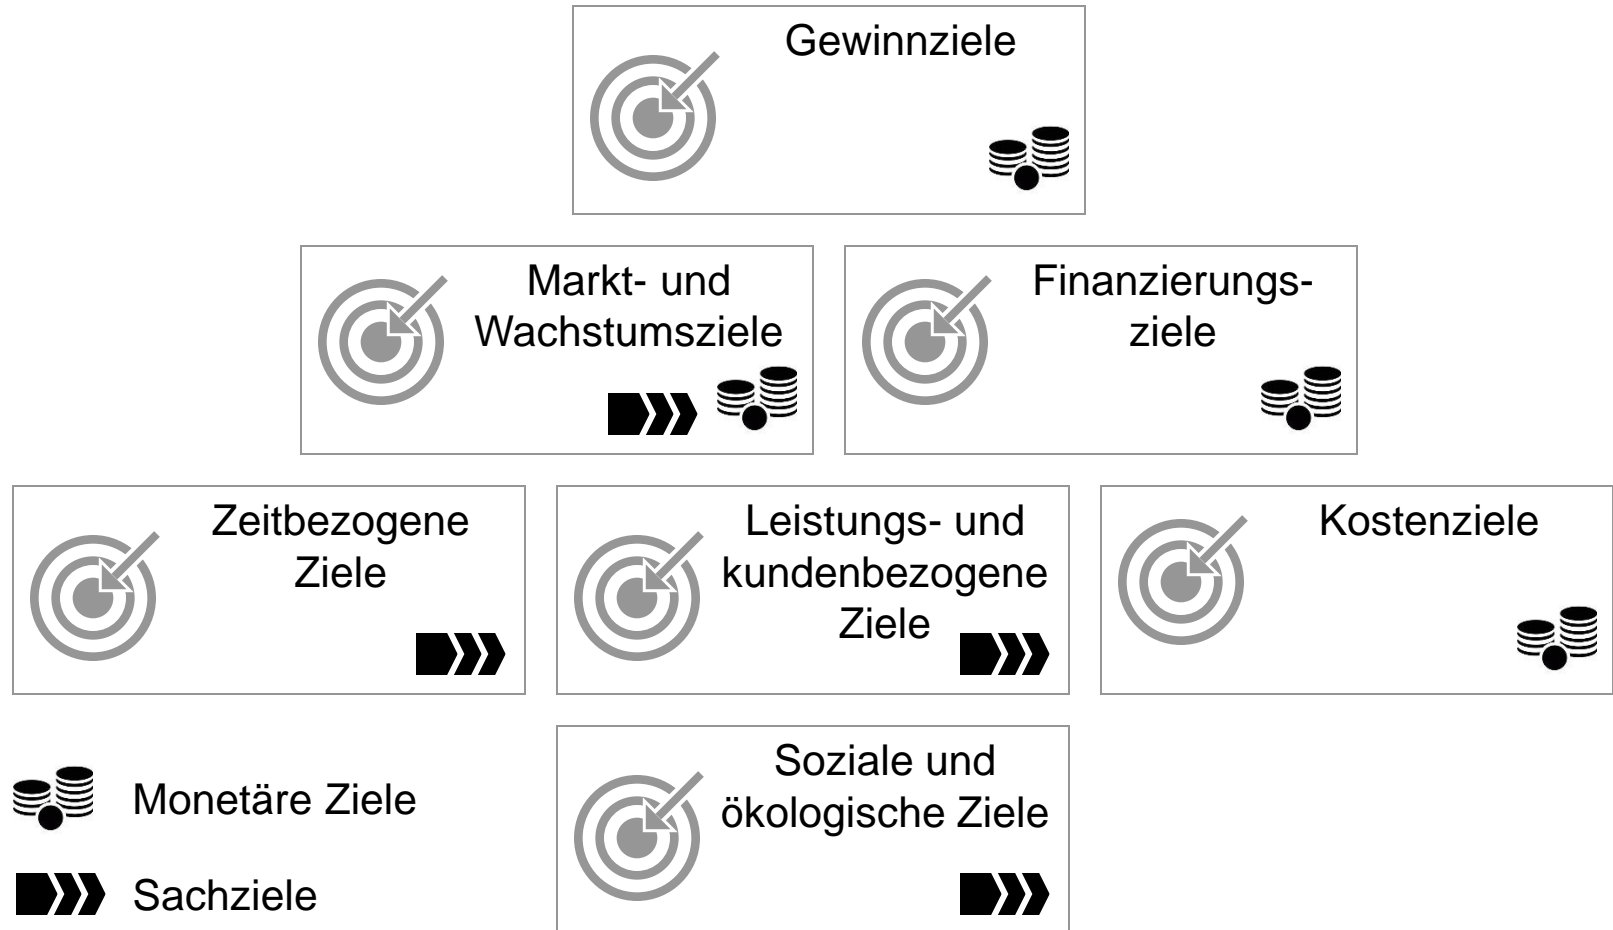 Gewinnziele
Markt- und
Wachstumsziele
Finanzierungs-
ziele
Zeitbezogene
Ziele
Leistungs- und
kundenbezogene
Ziele
Kostenziele
Soziale und
ökologische Ziele
Monetäre Ziele
Sachziele